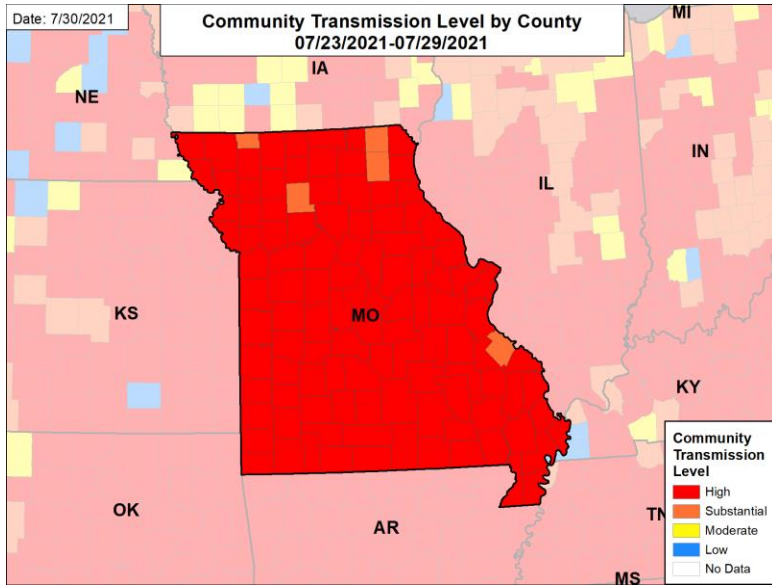 Date: 7/30/2021
Community Transmission Level by County
07/23/2021-07/29/2021
MI
IA
NE
IN
IL
KS
MO
KY
OK
AR
TN
MS
Community
Transmission
Level
High
Substantial
Moderate
Low
No Data